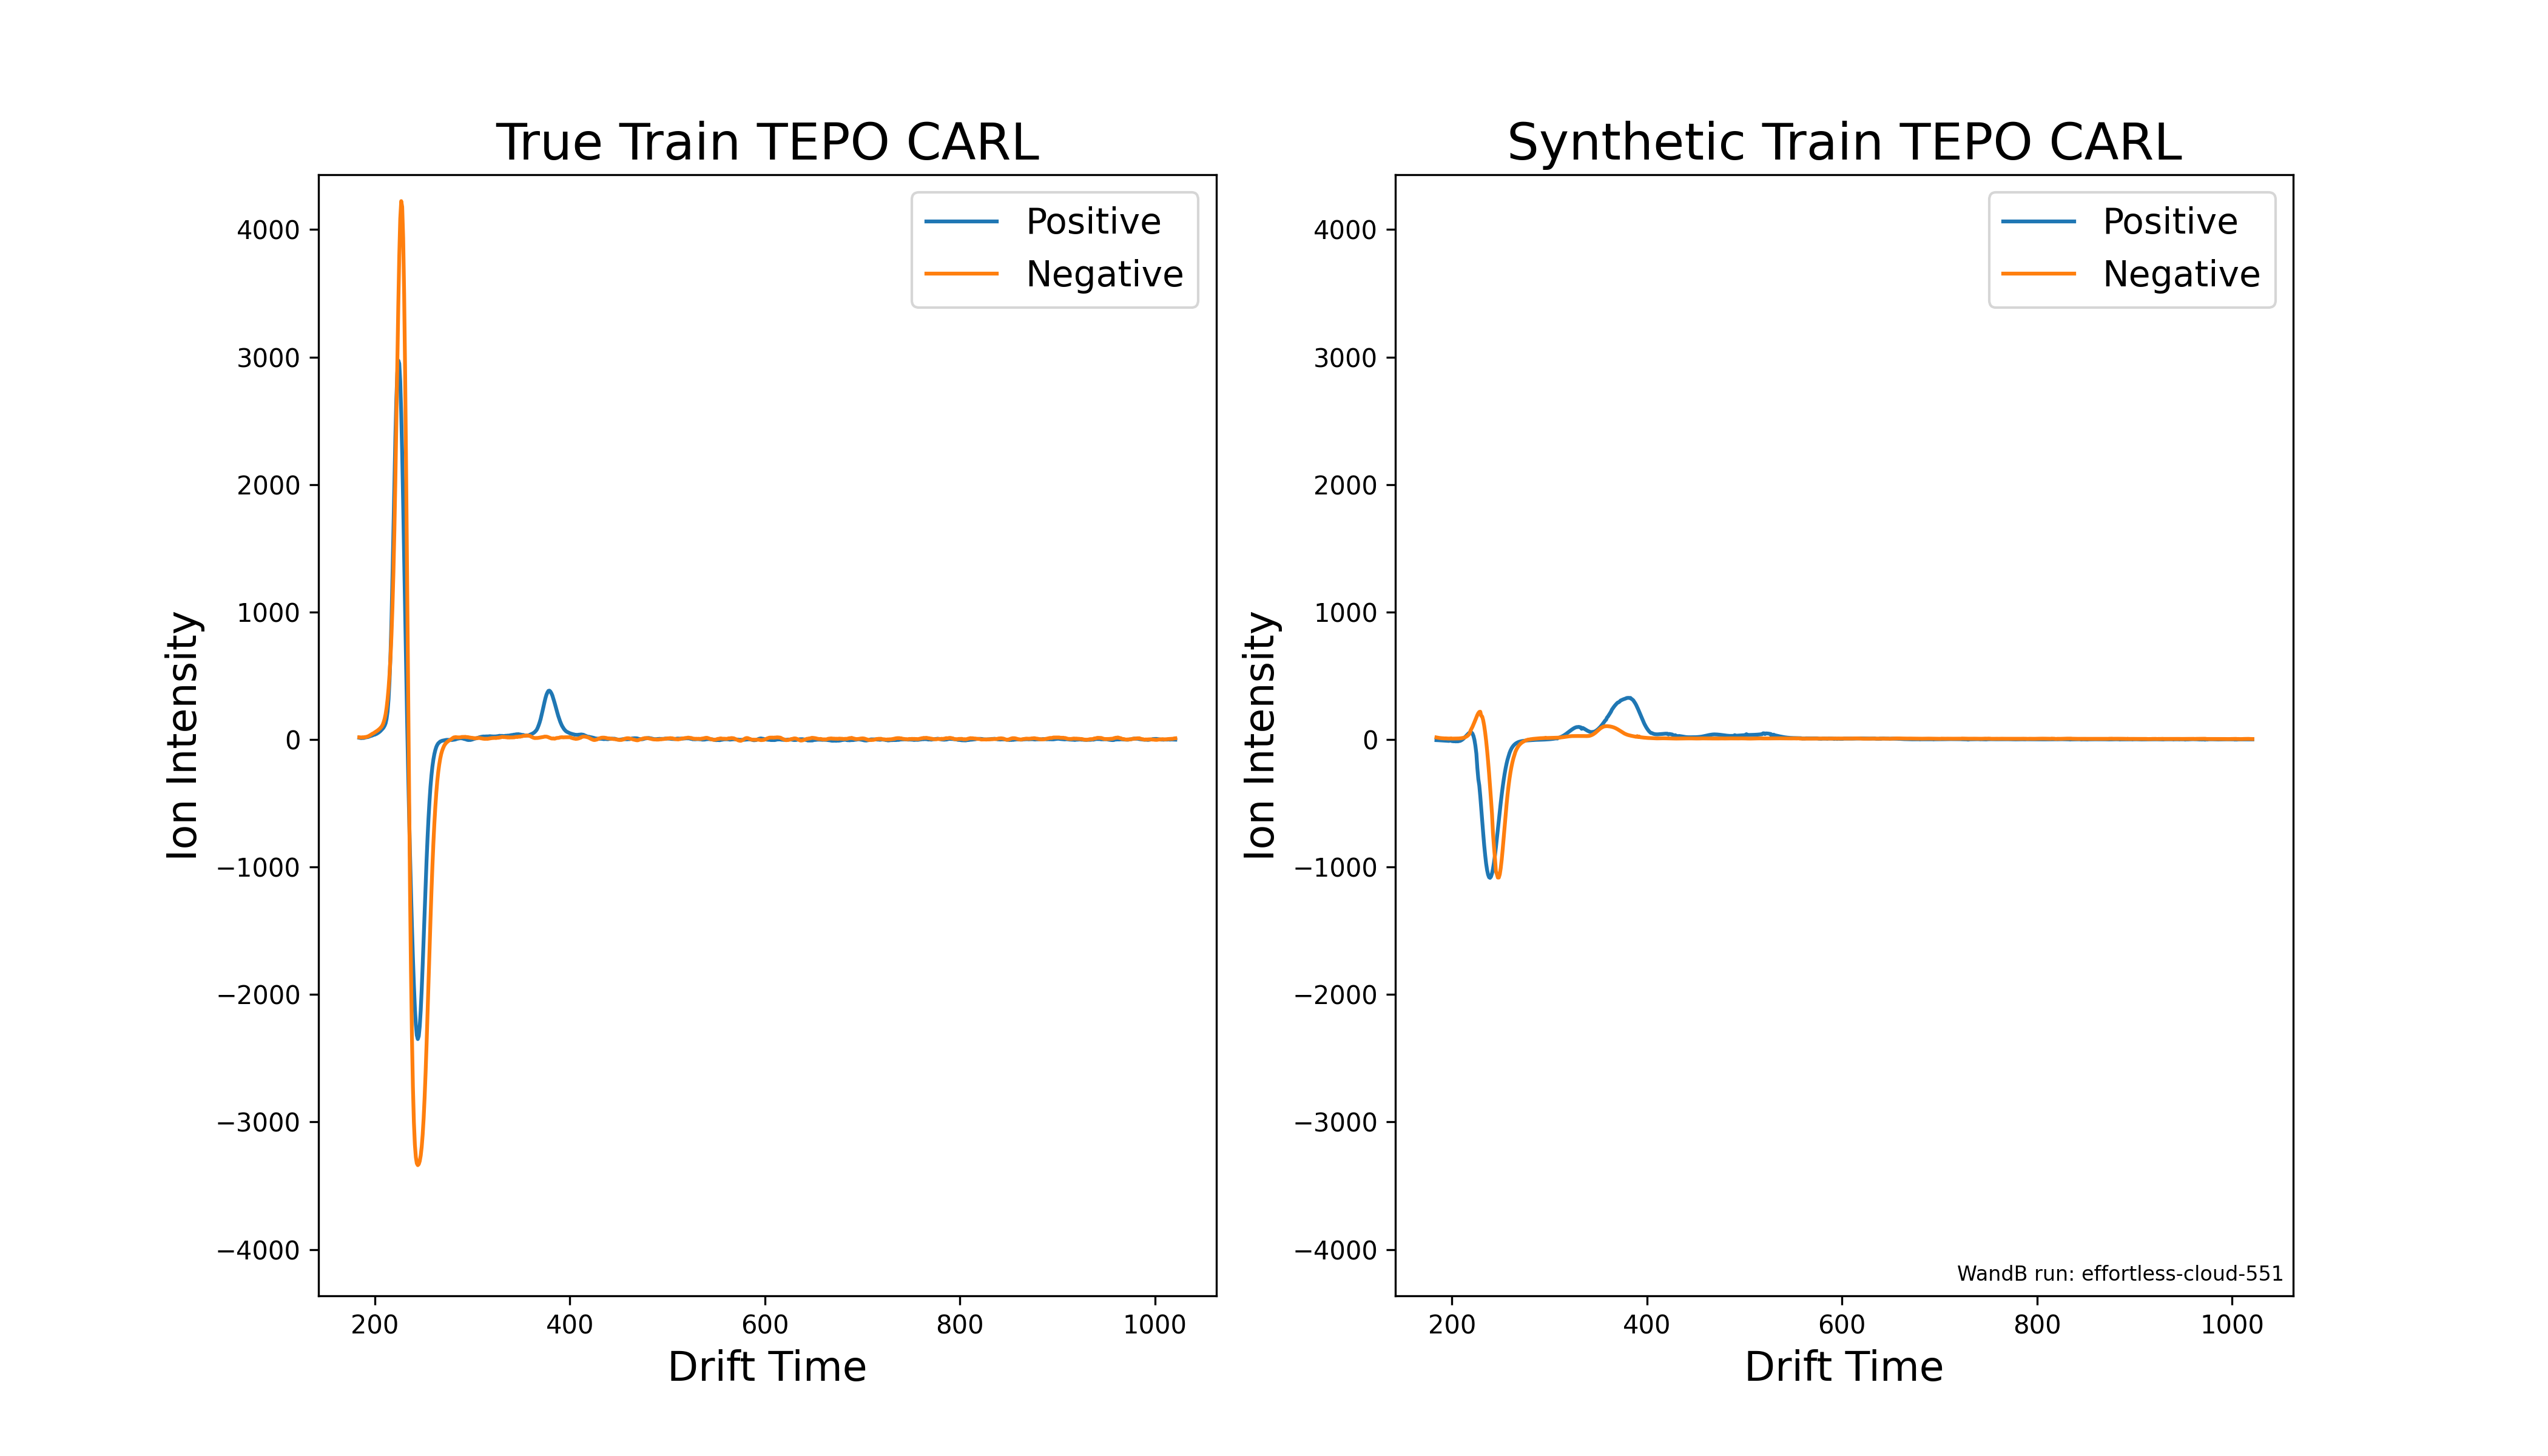 True Train TEPO CARL
Positive
Negative
4000
3000
2000
1000
0
−1000
−2000
−3000
−4000
Ion Intensity
200 400 600 800 1000
Drift Time
Synthetic Train TEPO CARL
Positive
Negative
4000
3000
2000
1000
0
−1000
−2000
−3000
−4000
Ion Intensity
WandB run: effortless-cloud-551
200 400 600 800 1000
Drift Time